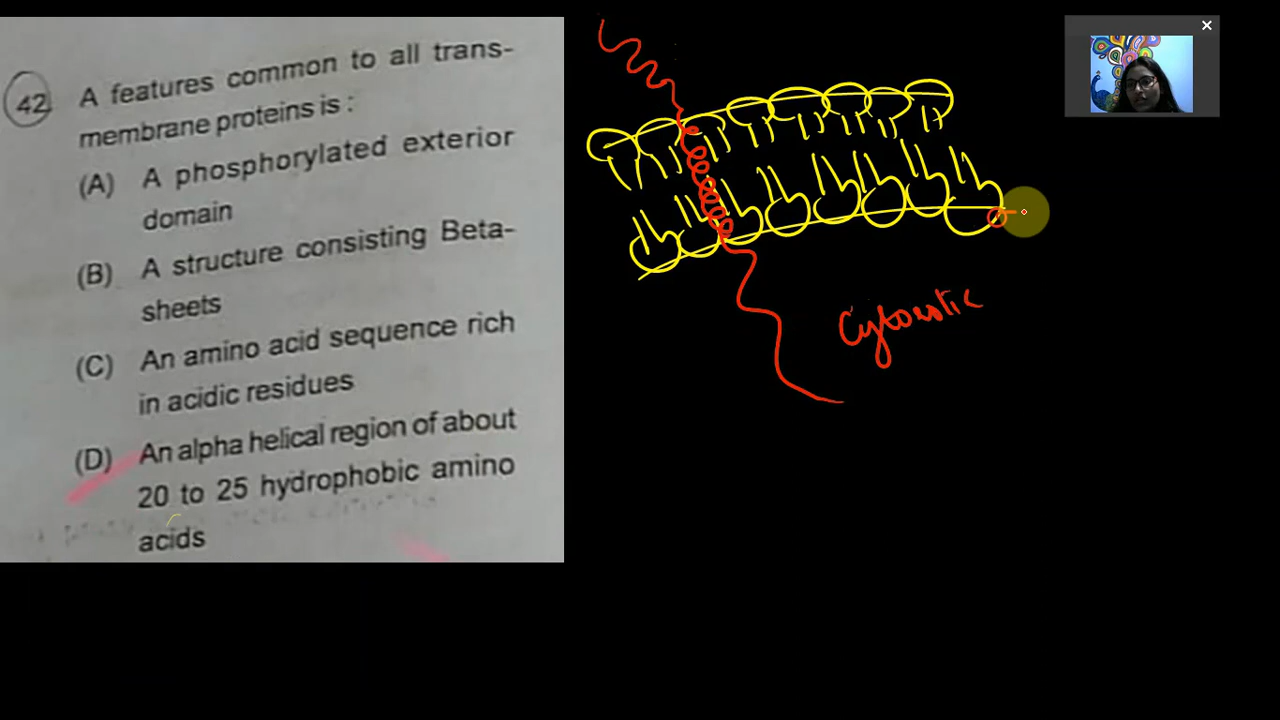 42. A features common to all trans-
membrane proteins is :
(A) A phosphorylated exterior
domain
(B) A structure consisting Beta-
sheets
(C) An amino acid sequence rich
in acidic residues
(D) An alpha helical region of about
20 to 25 hydrophobic amino
acids